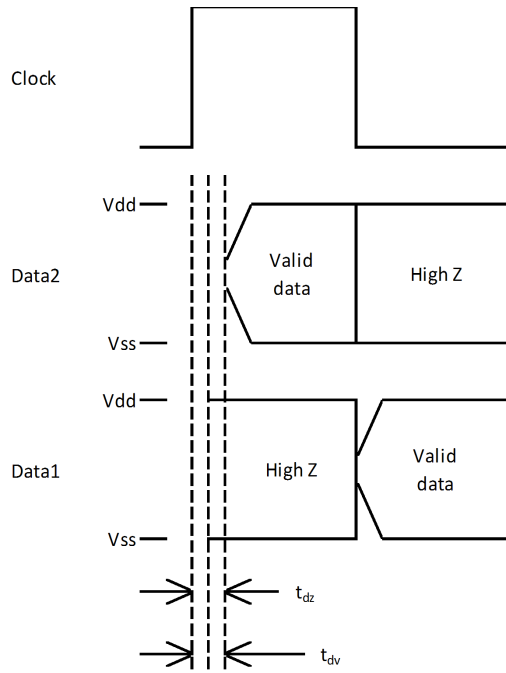 Clock
Vdd
Data2
Valid
data
High Z
Vss
Vdd
Data1
High Z
Valid
data
Vss
tdz
tdv